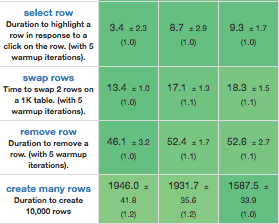 select row
Duration to highlight a
row in response to a
click on the row. (with 5
warmup iterations).
3.4 ± 2.3
(1.0)
8.7 ± 2.9
(1.0)
9.3 ± 1.7
(1.0)
swap rows
Time to swap 2 rows on
a 1K table. (with 5
warmup iterations).
13.4 ± 1.0
(1.0)
17.1 ± 1.3
(1.1)
18.3 ± 1.5
(1.1)
remove row
Duration to remove a
row. (with 5 warmup
iterations).
46.1 ± 3.2
(1.0)
52.4 ± 1.7
(1.1)
52.6 ± 2.7
(1.1)
create many rows
Duration to create
10,000 rows
1946.0 ±
41.8
(1.2)
1931.7 ±
35.6
(1.2)
1587.5 ±
33.9
(1.0)